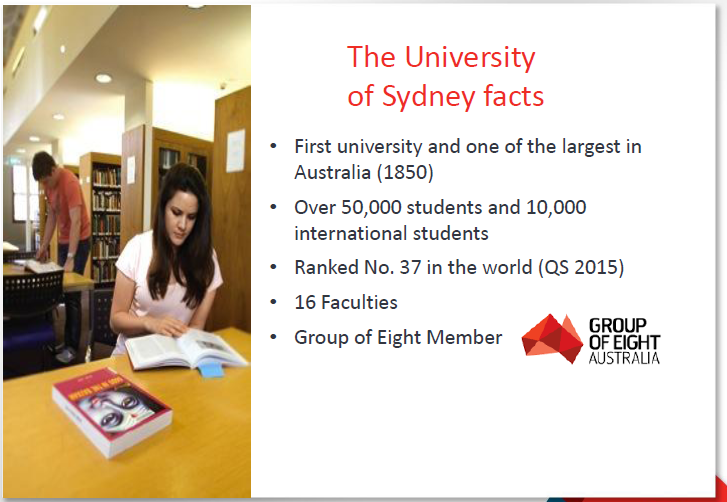 The University
of Sydney facts
• First university and one of the largest in
Australia (1850)
• Over 50,000 students and 10,000
international students
• Ranked No. 37 in the world (QS 2015)
• 16 Faculties
• Group of Eight Member
GROUP
OF EIGHT
AUSTRALIA